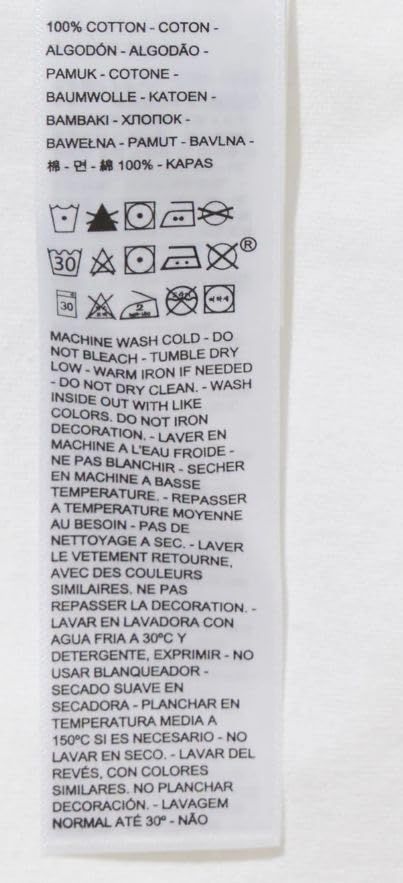 100% COTTON - COTON -
ALGODÓN - ALGODÃO -
PAMUK - COTONE -
BAUMWOLLE - KATOEN -
BAMBAKI - ХЛОПОК -
BAWEŁNA - PAMUT - BAVLNA -
棉 - 면 - 綿 100% - KAPAS
30 ®
30 2
MACHINE WASH COLD - DO
NOT BLEACH - TUMBLE DRY
LOW - WARM IRON IF NEEDED
- DO NOT DRY CLEAN. - WASH
INSIDE OUT WITH LIKE
COLORS. DO NOT IRON
DECORATION. - LAVER EN
MACHINE A L'EAU FROIDE -
NE PAS BLANCHIR - SECHER
EN MACHINE A BASSE
TEMPERATURE. - REPASSER
A TEMPERATURE MOYENNE
AU BESOIN - PAS DE
NETTOYAGE A SEC. - LAVER
LE VETEMENT RETOURNE,
AVEC DES COULEURS
SIMILAIRES. NE PAS
REPASSER LA DECORATION. -
LAVAR EN LAVADORA CON
AGUA FRIA A 30ºC Y
DETERGENTE, EXPRIMIR - NO
USAR BLANQUEADOR -
SECADO SUAVE EN
SECADORA - PLANCHAR EN
TEMPERATURA MEDIA A
150ºC SI ES NECESARIO - NO
LAVAR EN SECO. - LAVAR DEL
REVÉS, CON COLORES
SIMILARES. NO PLANCHAR
DECORACIÓN. - LAVAGEM
NORMAL ATÉ 30º - NÃO